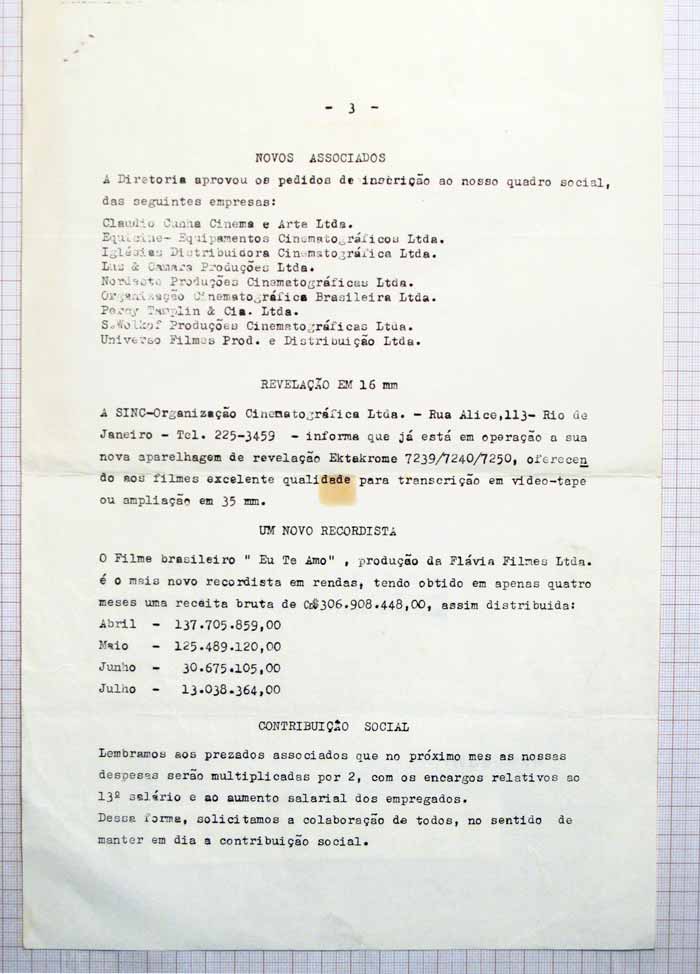 - 3 -
NOVOS ASSOCIADOS
A Diretoria aprovou os pedidos de inscrição ao nosso quadro social,
das seguintes empresas:
Claudio Cunha Cinema e Arte Ltda.
Equicine- Equipamentos Cinematográficos Ltda.
Iglésias Distribuidora Cinematográfica Ltda.
Luz & Camara Produções Ltda.
Nordeste Produções Cinematográficas Ltda.
Organização Cinematográfica Brasileira Ltda.
Percy Tamplin & Cia. Ltda.
S.Wolkof Produções Cinematográficas Ltda.
Universo Filmes Prod. e Distribuição Ltda.
REVELAÇÃO EM 16 mm
A SINC-Organização Cinematográfica Ltda. - Rua Alice,113- Rio de
Janeiro - Tel. 225-3459 - informa que já está em operação a sua
nova aparelhagem de revelação Ektakrome 7239/7240/7250, oferecen
do aos filmes excelente qualidade para transcrição em video-tape
ou ampliação em 35 mm.
UM NOVO RECORDISTA
O Filme brasileiro " Eu Te Amo" , produção da Flávia Filmes Ltda.
é o mais novo recordista em rendas, tendo obtido em apenas quatro
meses uma receita bruta de Cr$306.908.448,00, assim distribuida:
Abril - 137.705.859,00
Maio - 125.489.120,00
Junho - 30.675.105,00
Julho - 13.038.364,00
CONTRIBUIÇÃO SOCIAL
Lembramos aos prezados associados que no próximo mes as nossas
despesas serão multiplicadas por 2, com os encargos relativos ao
13º salário e ao aumento salarial dos empregados.
Dessa forma, solicitamos a colaboração de todos, no sentido de
manter em dia a contribuição social.